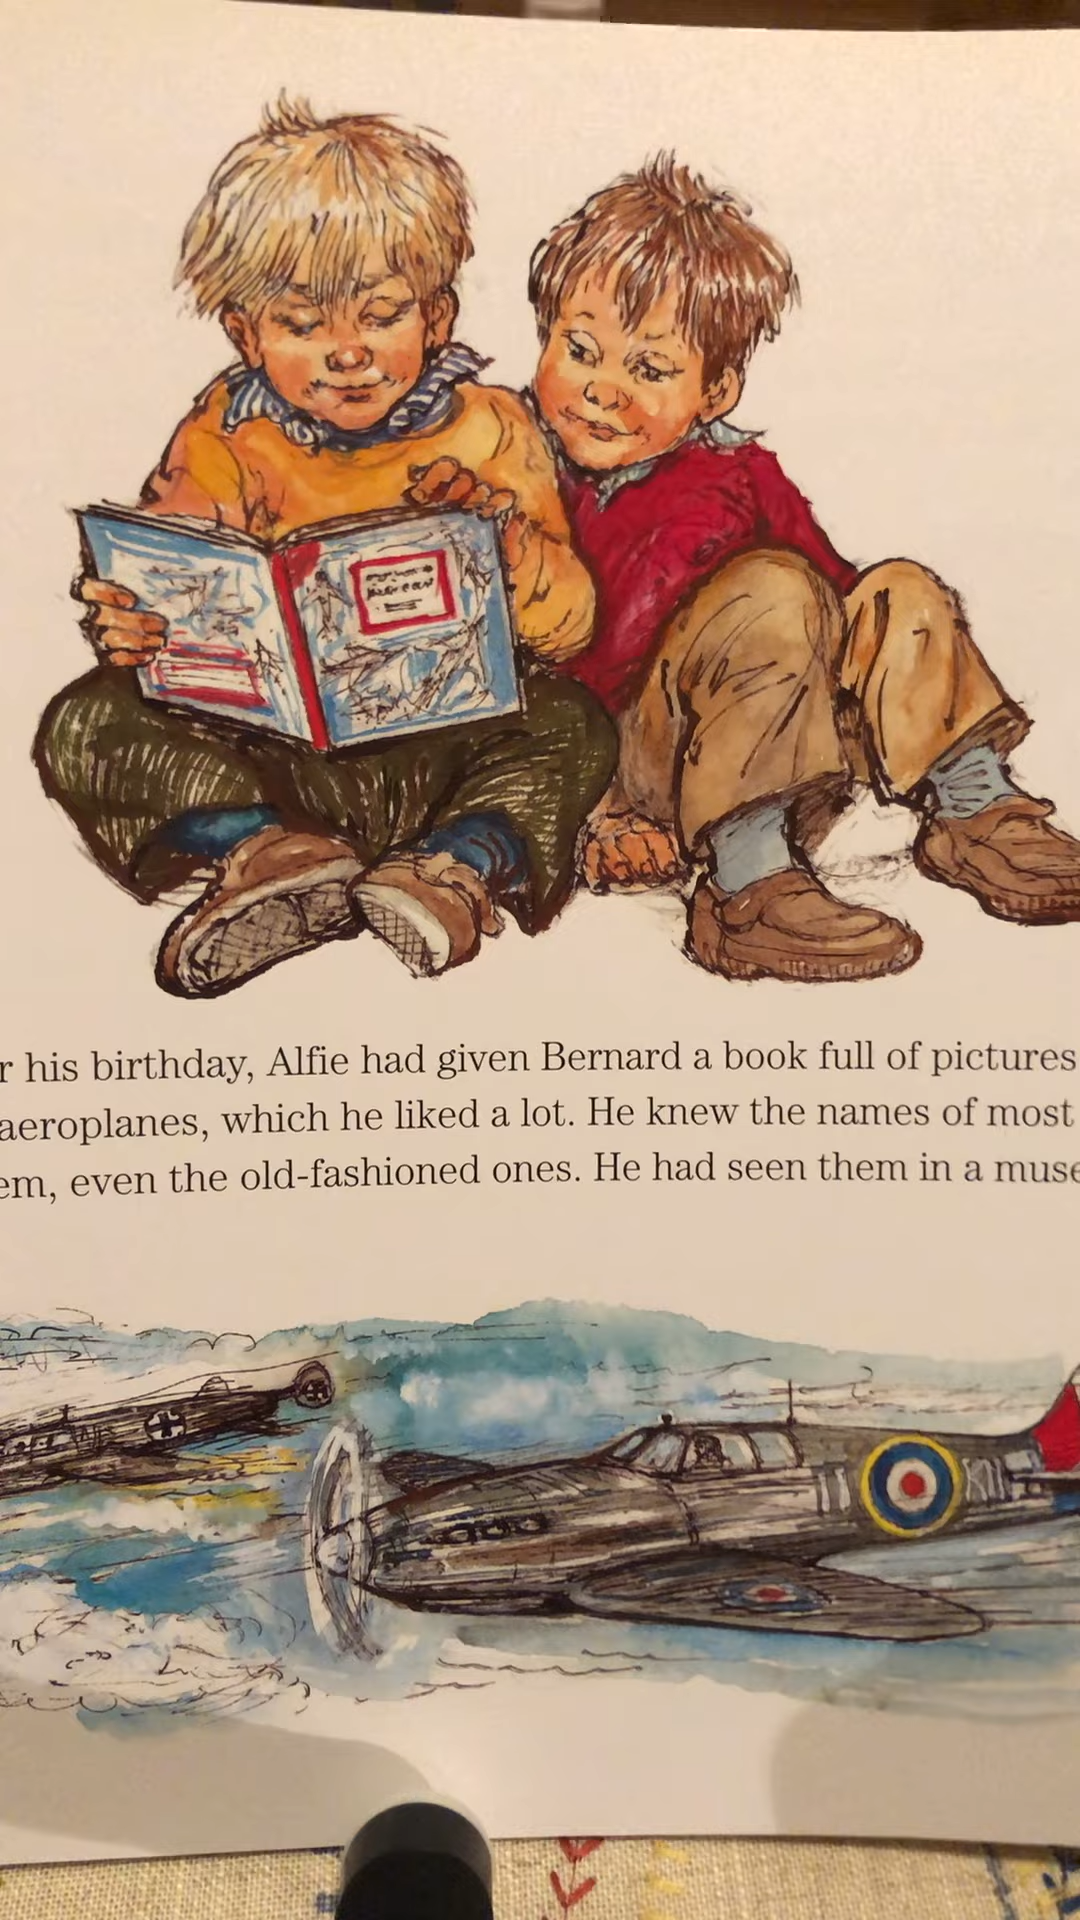 r his birthday, Alfie had given Bernard a book full of pictures
aeroplanes, which he liked a lot. He knew the names of most
em, even the old-fashioned ones. He had seen them in a muse